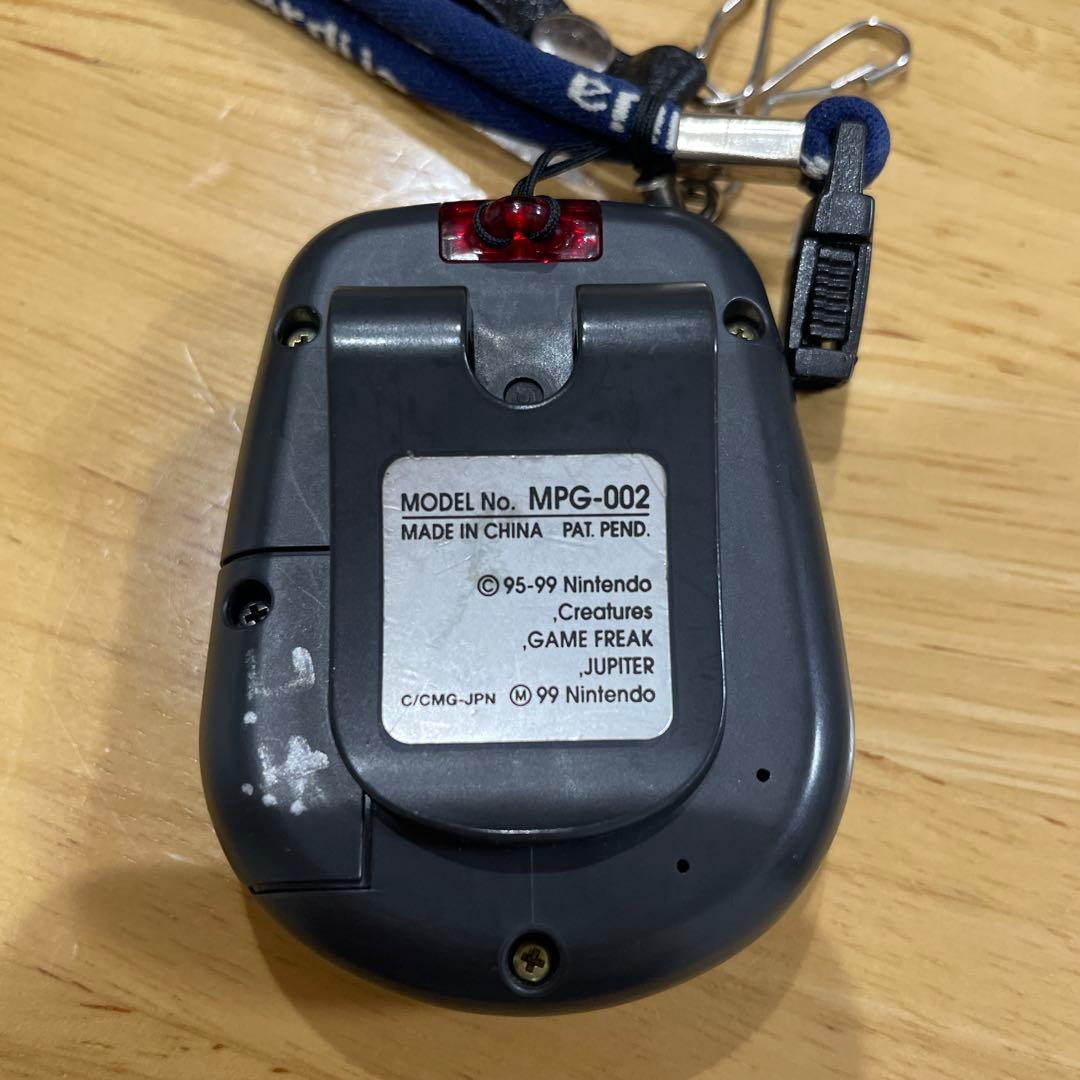 MODEL No. MPG-002
MADE IN CHINA PAT. PEND.
©95-99 Nintendo
,Creatures
,GAME FREAK
,JUPITER
C/CMG-JPN Ⓜ99 Nintendo